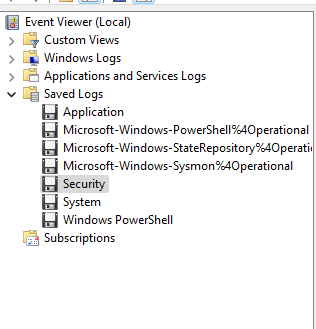 Event Viewer (Local)
Custom Views
Windows Logs
Applications and Services Logs
Saved Logs
Application
Microsoft-Windows-PowerShell%4Operational
Microsoft-Windows-StateRepository%4Operati
Microsoft-Windows-Sysmon%4Operational
Security
System
Windows PowerShell
Subscriptions